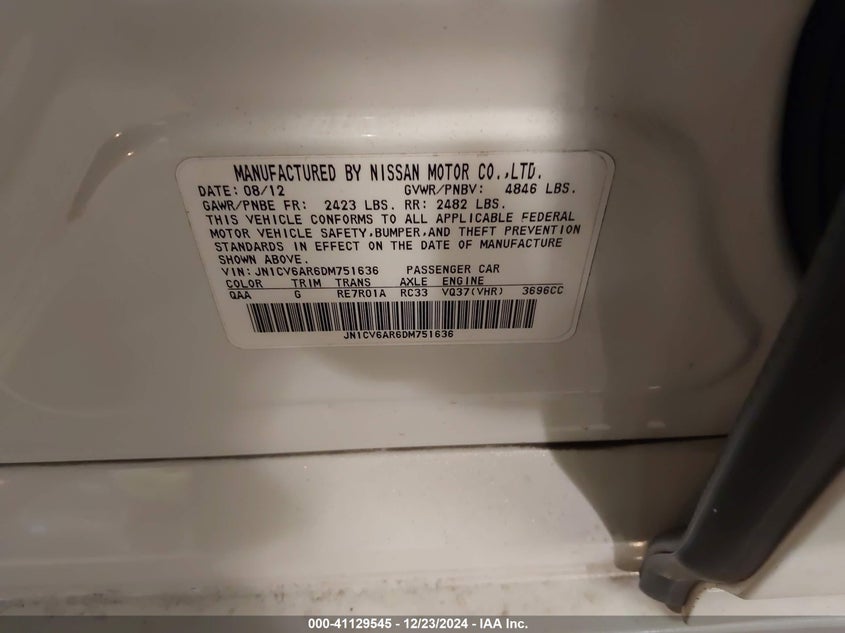 MANUFACTURED BY NISSAN MOTOR CO.,LTD.
DATE: 08/12 GVWR/PNBV: 4846 LBS.
GAWR/PNBE FR: 2423 LBS. RR: 2482 LBS.
THIS VEHICLE CONFORMS TO ALL APPLICABLE FEDERAL
MOTOR VEHICLE SAFETY,BUMPER,AND THEFT PREVENTION
STANDARDS IN EFFECT ON THE DATE OF MANUFACTURE
SHOWN ABOVE.
VIN: JN1CV6AR6DM751636 PASSENGER CAR
COLOR TRIM TRANS AXLE ENGINE
QAA G RE7R01A RC33 VQ37(VHR) 3696CC
JN1CV6AR6DM751636
000-41129545 - 12/23/2024 - IAA Inc.